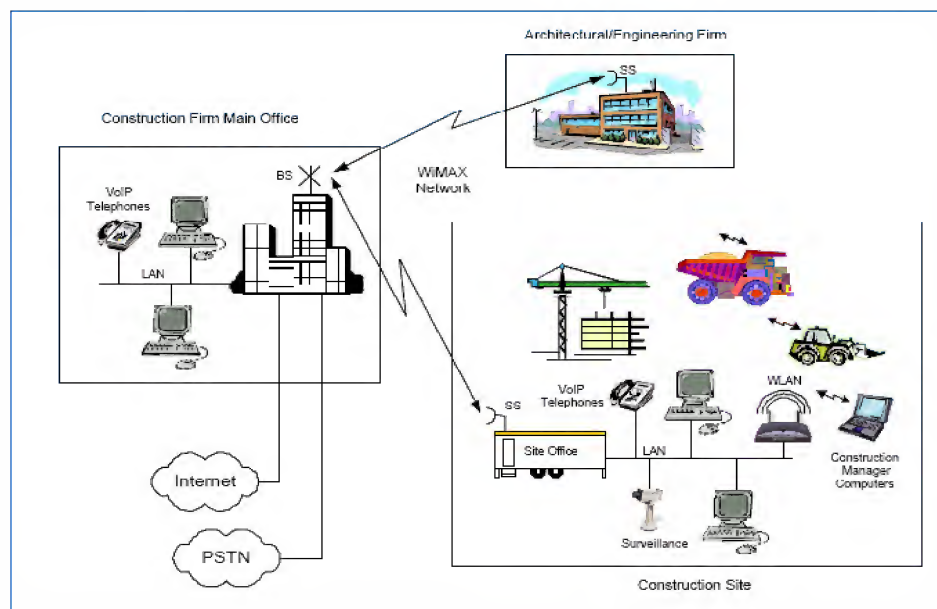 Architectural/Engineering Firm
SS
Construction Firm Main Office
BS
WiMAX
Network
VoIP
Telephones
LAN
SS
VoIP
Telephones
WLAN
Site Office
LAN
Construction
Manager
Computers
Internet
Surveillance
PSTN
Construction Site